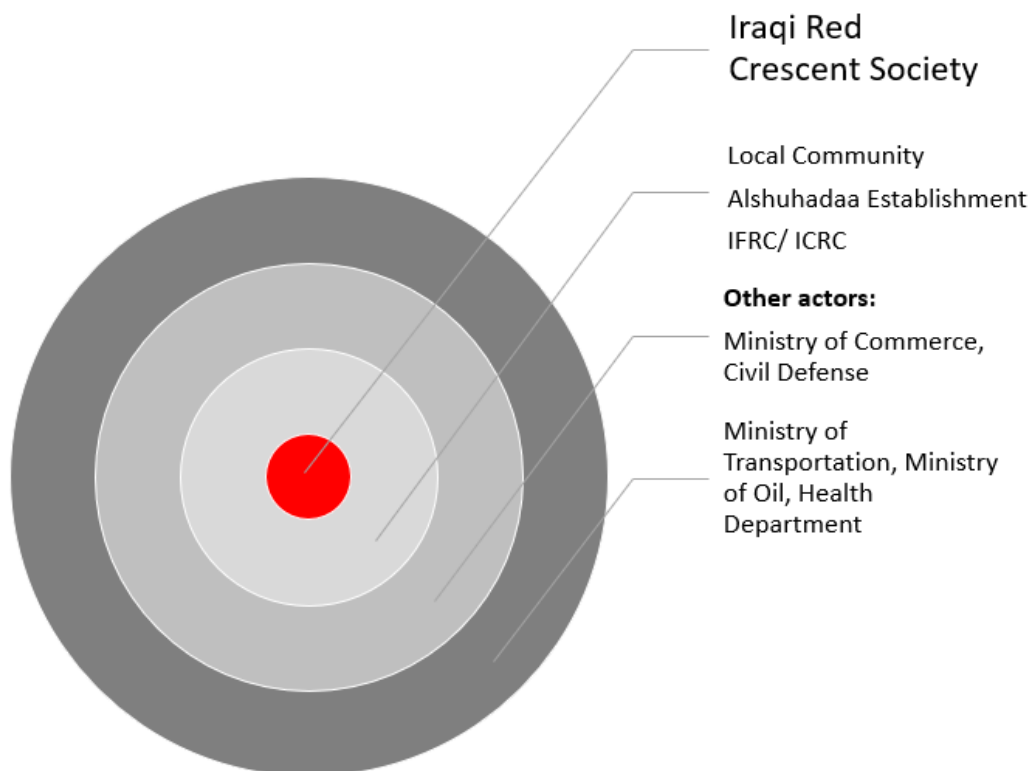 Iraqi Red
Crescent Society
Local Community
Alshuhadaa Establishment
IFRC/ ICRC
Other actors:
Ministry of Commerce,
Civil Defense
Ministry of
Transportation, Ministry
of Oil, Health
Department